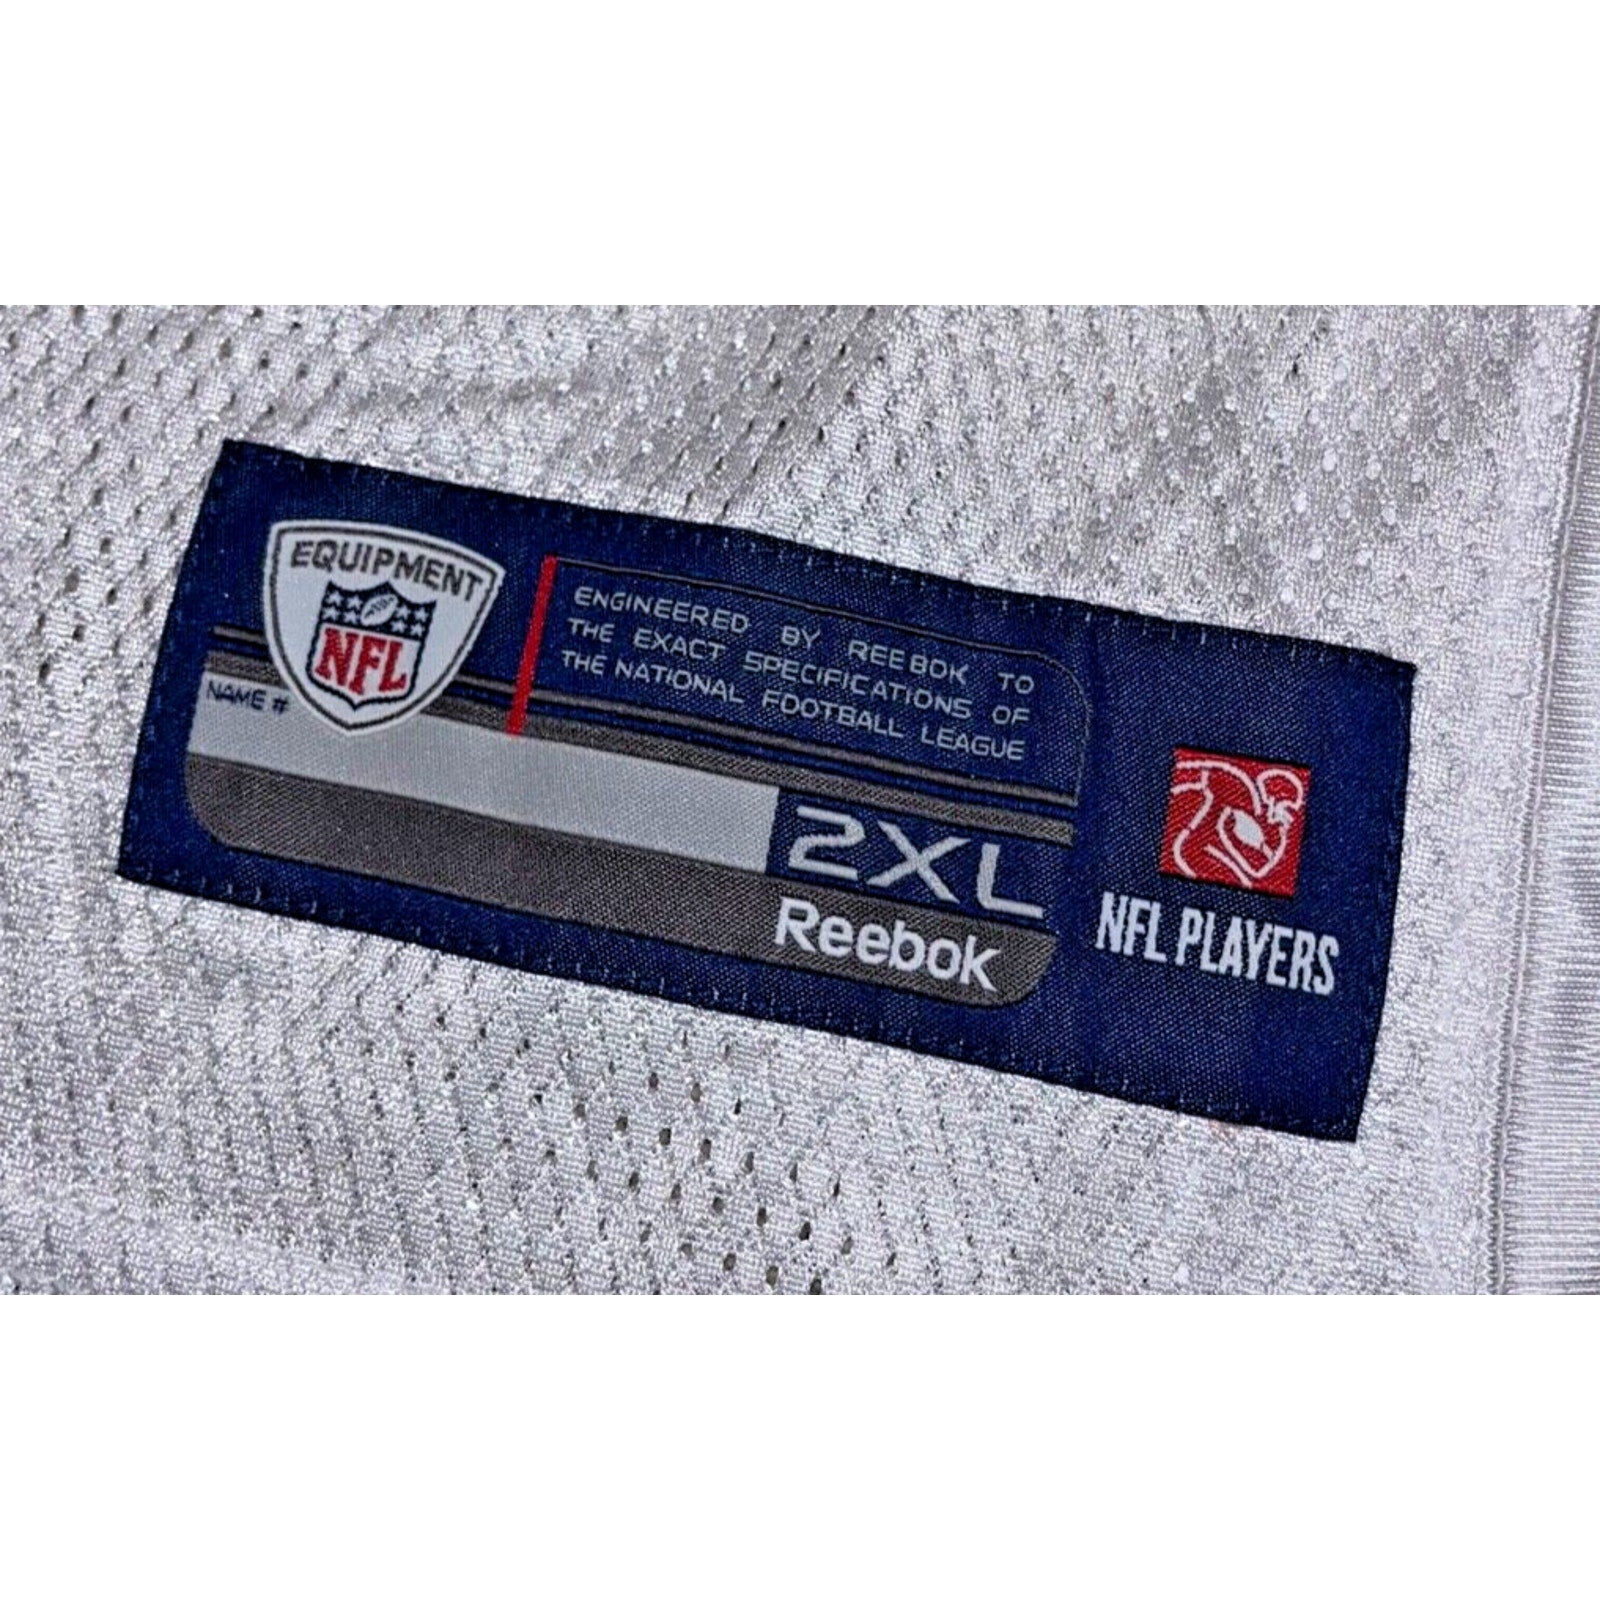 EQUIPMENT
NFL
NAME #
ENGINEERED BY REEBOK TO
THE EXACT SPECIFICATIONS OF
THE NATIONAL FOOTBALL LEAGUE
2XL
Reebok
NFL PLAYERS